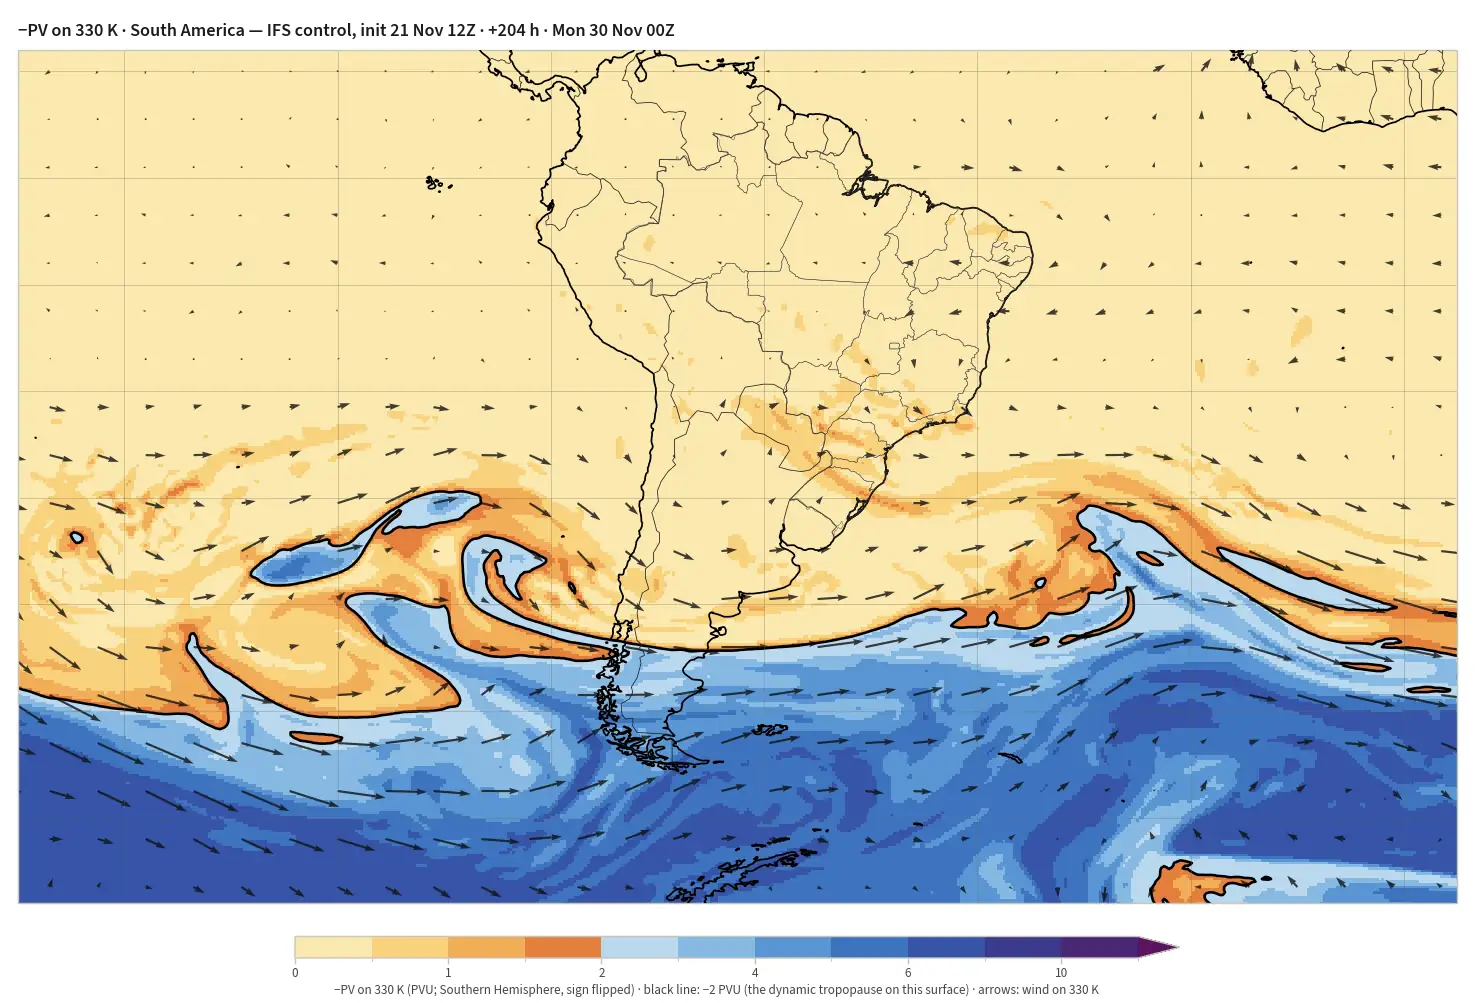 −PV on 330 K · South America — IFS control, init 21 Nov 12Z · +204 h · Mon 30 Nov 00Z
0 1 2 4 6 10
−PV on 330 K (PVU; Southern Hemisphere, sign flipped) · black line: −2 PVU (the dynamic tropopause on this surface) · arrows: wind on 330 K